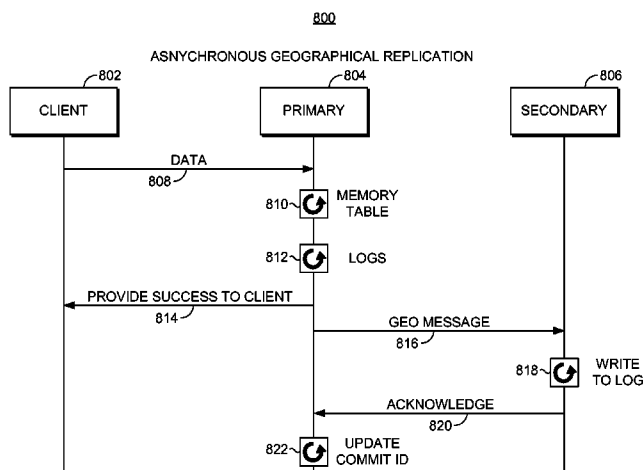 800
ASNYCHRONOUS GEOGRAPHICAL REPLICATION
802
804
806
CLIENT
PRIMARY
SECONDARY
DATA
808
810
MEMORY
TABLE
812
LOGS
PROVIDE SUCCESS TO CLIENT
814
GEO MESSAGE
816
818
WRITE
TO LOG
ACKNOWLEDGE
820
822
UPDATE
COMMIT ID